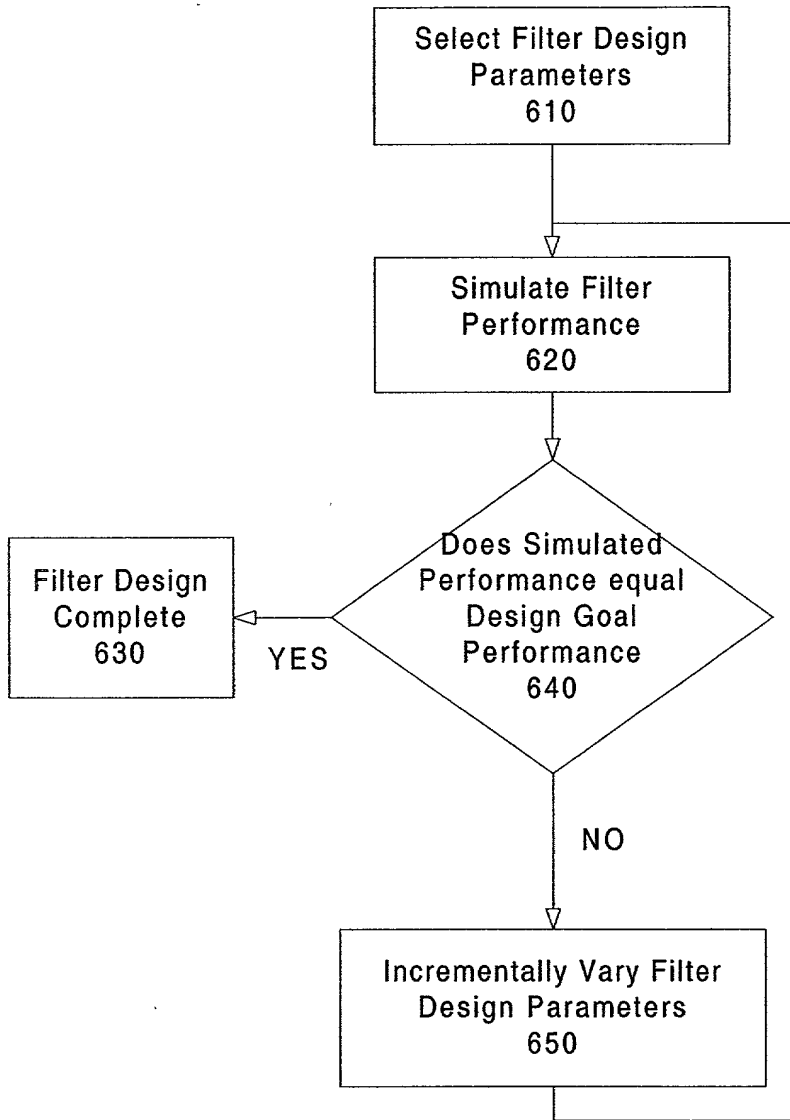 Select Filter Design
Parameters
610
Simulate Filter
Performance
620
Does Simulated
Performance equal
Design Goal
Performance
640
Filter Design
Complete
630
YES
NO
Incrementally Vary Filter
Design Parameters
650